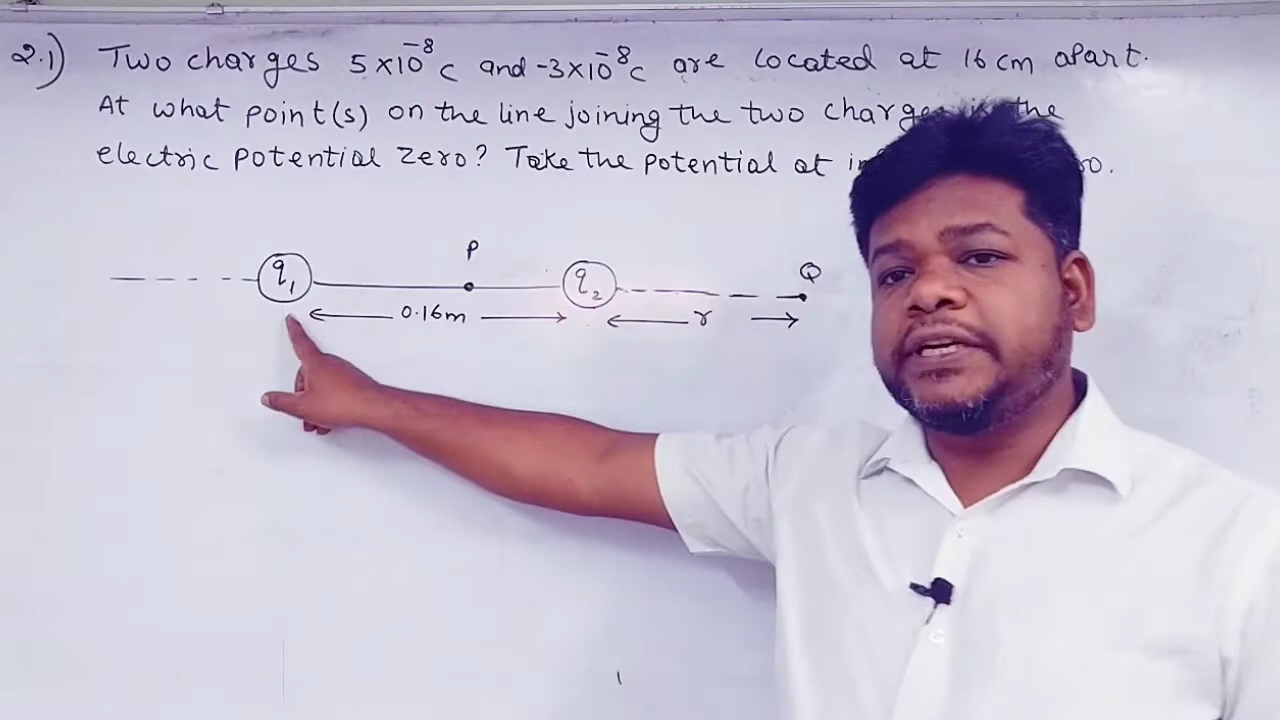 2.1) Two charges 5×10⁻⁸ C and -3×10⁻⁸ C are located at 16 cm apart.
At what point(s) on the line joining the two the
electric potential zero? Take the potential at
P
Q
q₁
q₂
0.16m
r